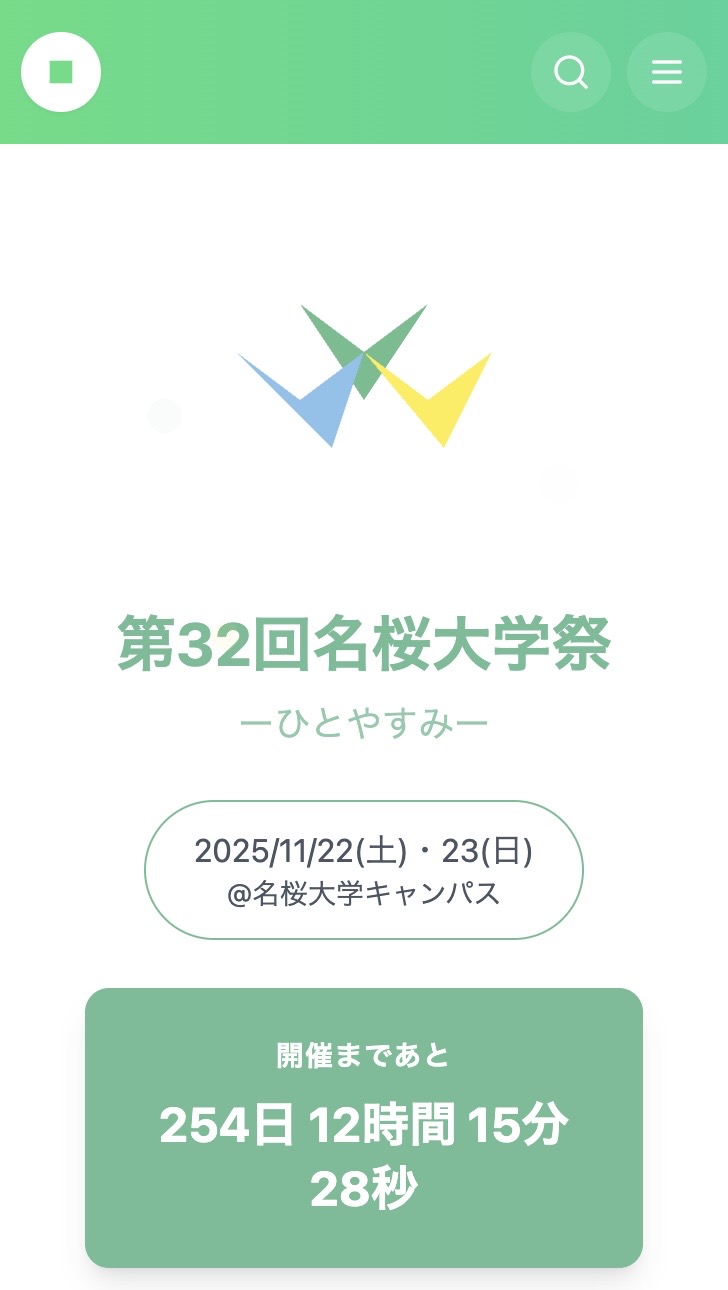 第32回名桜大学祭
ーひとやすみー
2025/11/22(土)・23(日)
@名桜大学キャンパス
開催まであと
254日 12時間 15分
28秒